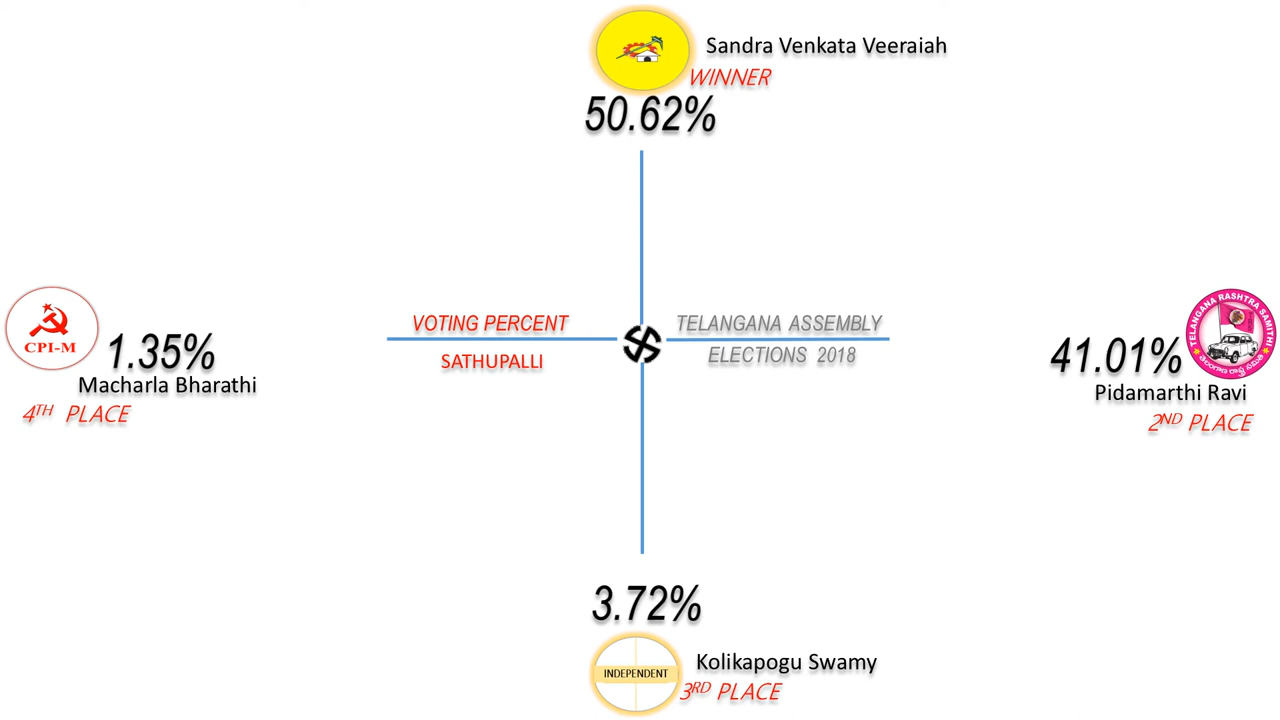 Sandra Venkata Veeraiah
WINNER
50.62%
VOTING PERCENT
SATHUPALLI
TELANGANA ASSEMBLY
ELECTIONS 2018
CPI-M
1.35%
Macharla Bharathi
4TH PLACE
41.01%
TELANGANA RASHTRA SAMITHI
తెలంగాణ రాష్ట్ర సమితి
Pidamarthi Ravi
2ND PLACE
3.72%
INDEPENDENT
Kolikapogu Swamy
3RD PLACE